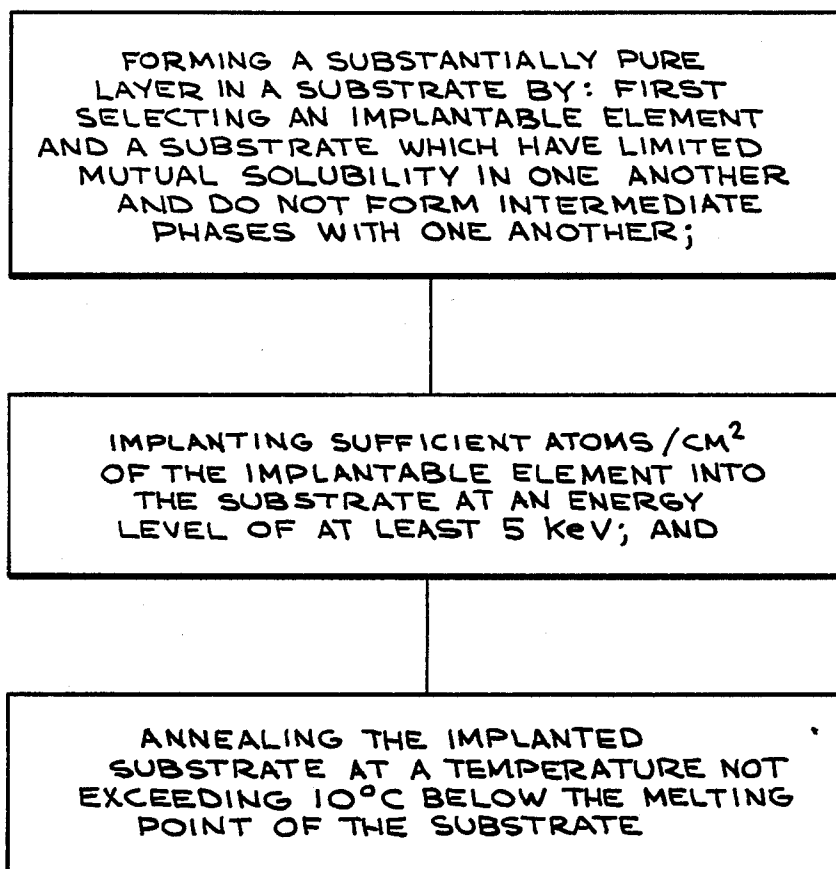 FORMING A SUBSTANTIALLY PURE
LAYER IN A SUBSTRATE BY: FIRST
SELECTING AN IMPLANTABLE ELEMENT
AND A SUBSTRATE WHICH HAVE LIMITED
MUTUAL SOLUBILITY IN ONE ANOTHER
AND DO NOT FORM INTERMEDIATE
PHASES WITH ONE ANOTHER;
IMPLANTING SUFFICIENT ATOMS/CM²
OF THE IMPLANTABLE ELEMENT INTO
THE SUBSTRATE AT AN ENERGY
LEVEL OF AT LEAST 5 KeV; AND
ANNEALING THE IMPLANTED
SUBSTRATE AT A TEMPERATURE NOT
EXCEEDING 10°C BELOW THE MELTING
POINT OF THE SUBSTRATE